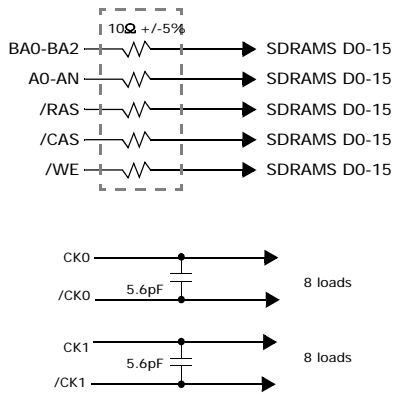 10Ω +/-5%
BA0-BA2 SDRAMS D0-15
A0-AN SDRAMS D0-15
/RAS SDRAMS D0-15
/CAS SDRAMS D0-15
/WE SDRAMS D0-15
CK0
5.6pF 8 loads
/CK0
CK1
5.6pF 8 loads
/CK1